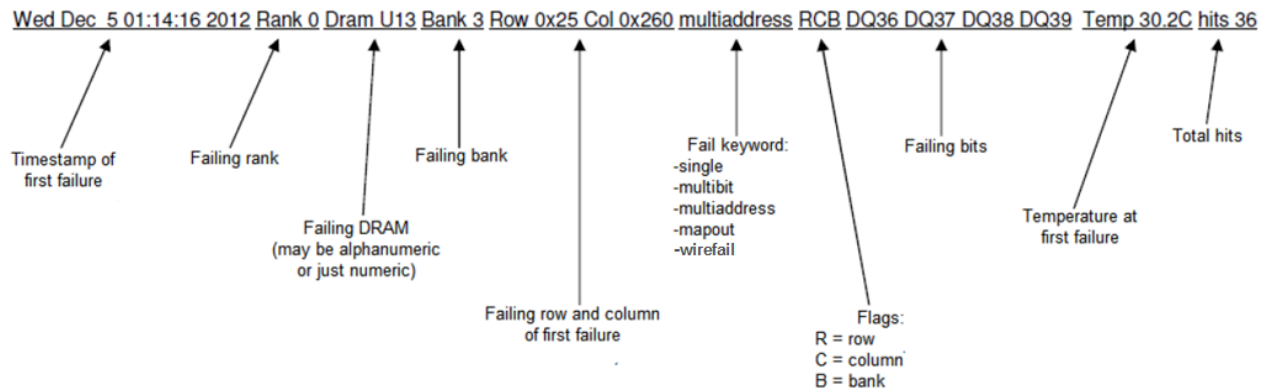 Wed Dec  5 01:14:16 2012 Rank 0 Dram U13 Bank 3 Row 0x25 Col 0x260 multiaddress RCB DQ36 DQ37 DQ38 DQ39  Temp 30.2C hits 36
Timestamp of
first failure
Failing rank
Failing DRAM
(may be alphanumeric
or just numeric)
Failing bank
Failing row and column
of first failure
Fail keyword:
-single
-multibit
-multiaddress
-mapout
-wirefail
Flags:
R = row
C = column
B = bank
Failing bits
Temperature at
first failure
Total hits